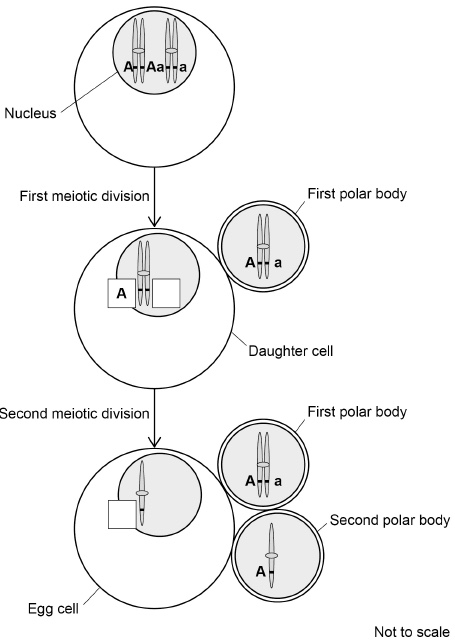 A Aa a
Nucleus
First meiotic division
First polar body
A a
A
Daughter cell
Second meiotic division
First polar body
A a
Second polar body
A
Egg cell
Not to scale